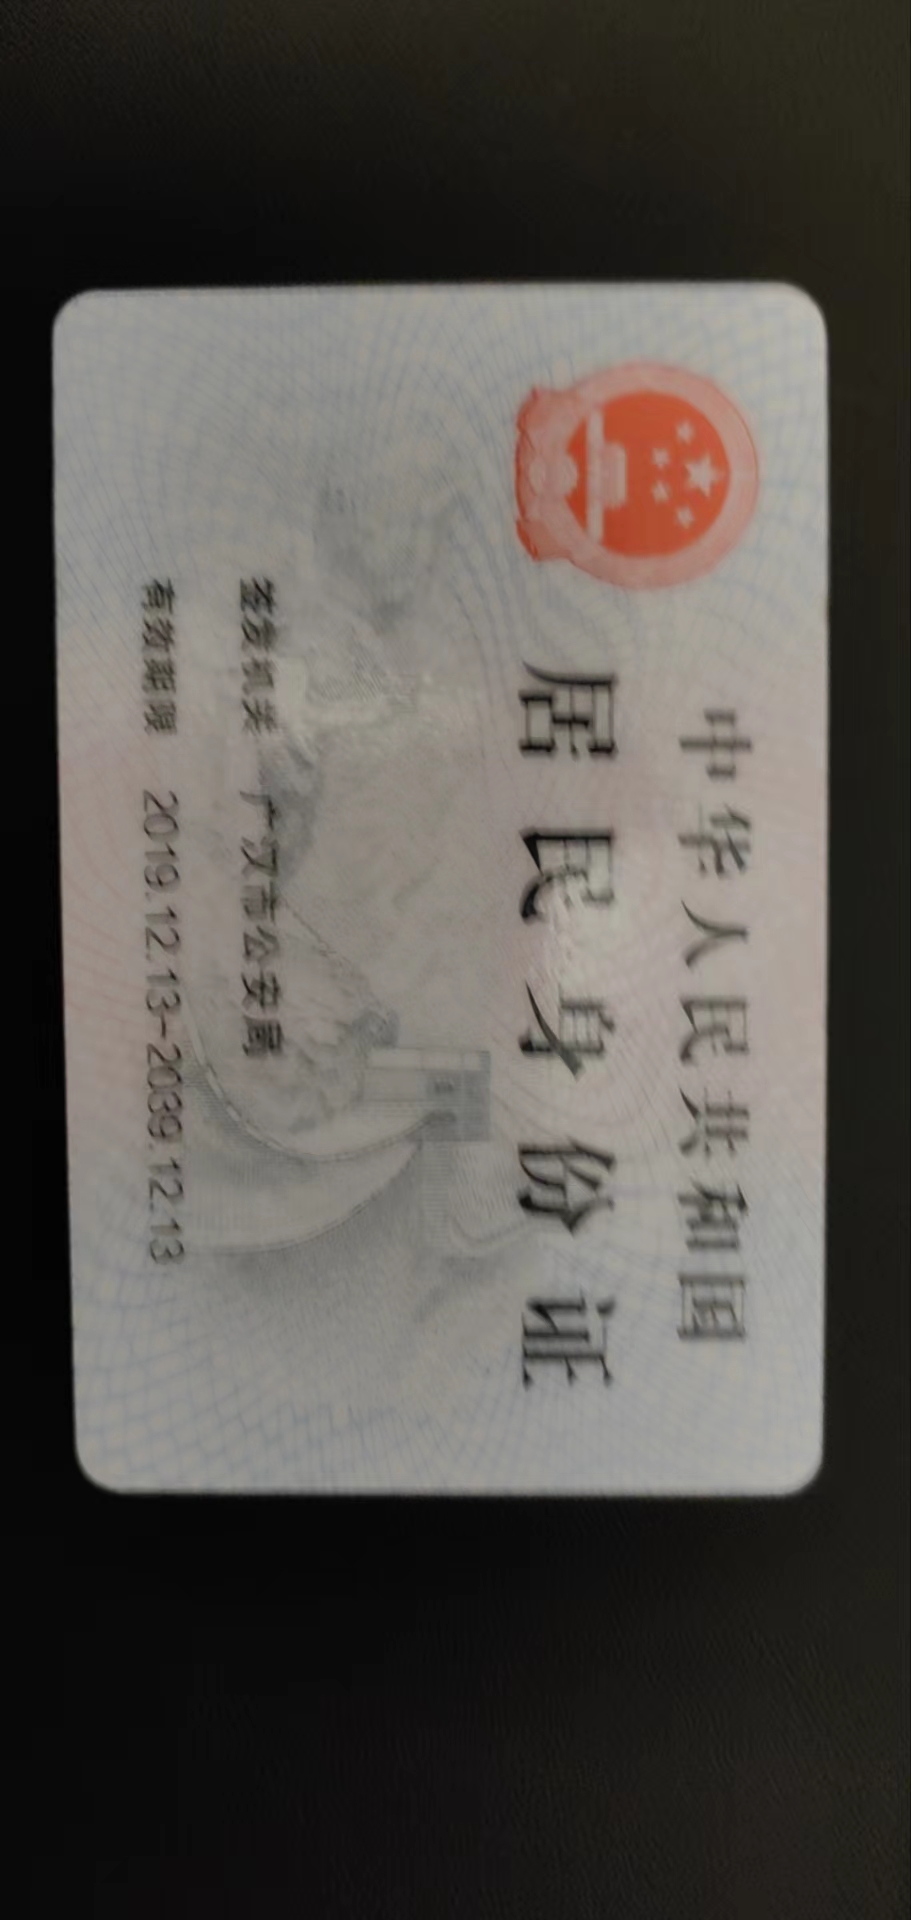 中华人民共和国
居民身份证
签发机关 广汉市公安局
有效期限 2019.12.13-2039.12.13